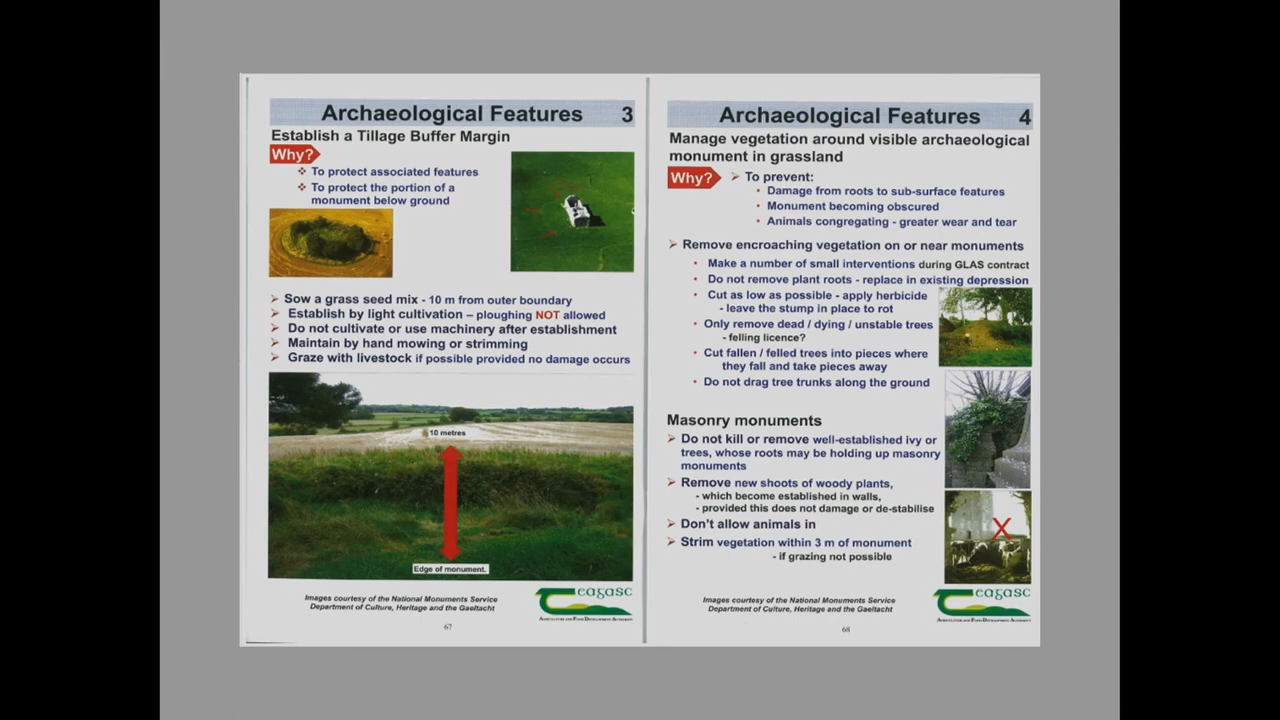 Archaeological Features 3
Establish a Tillage Buffer Margin
Why?
To protect associated features
To protect the portion of a
monument below ground
Sow a grass seed mix - 10 m from outer boundary
Establish by light cultivation – ploughing NOT allowed
Do not cultivate or use machinery after establishment
Maintain by hand mowing or strimming
Graze with livestock if possible provided no damage occurs
10 metres
Edge of monument.
Images courtesy of the National Monuments Service
Department of Culture, Heritage and the Gaeltacht
eagasc
Agriculture and Food Development Authority
67
Archaeological Features 4
Manage vegetation around visible archaeological
monument in grassland
Why?
To prevent:
Damage from roots to sub-surface features
Monument becoming obscured
Animals congregating - greater wear and tear
Remove encroaching vegetation on or near monuments
Make a number of small interventions during GLAS contract
Do not remove plant roots - replace in existing depression
Cut as low as possible - apply herbicide
- leave the stump in place to rot
Only remove dead / dying / unstable trees
- felling licence?
Cut fallen / felled trees into pieces where
they fall and take pieces away
Do not drag tree trunks along the ground
Masonry monuments
Do not kill or remove well-established ivy or
trees, whose roots may be holding up masonry
monuments
Remove new shoots of woody plants,
- which become established in walls,
- provided this does not damage or de-stabilise
Don't allow animals in
Strim vegetation within 3 m of monument
- if grazing not possible
X
Images courtesy of the National Monuments Service
Department of Culture, Heritage and the Gaeltacht
eagasc
Agriculture and Food Development Authority
68